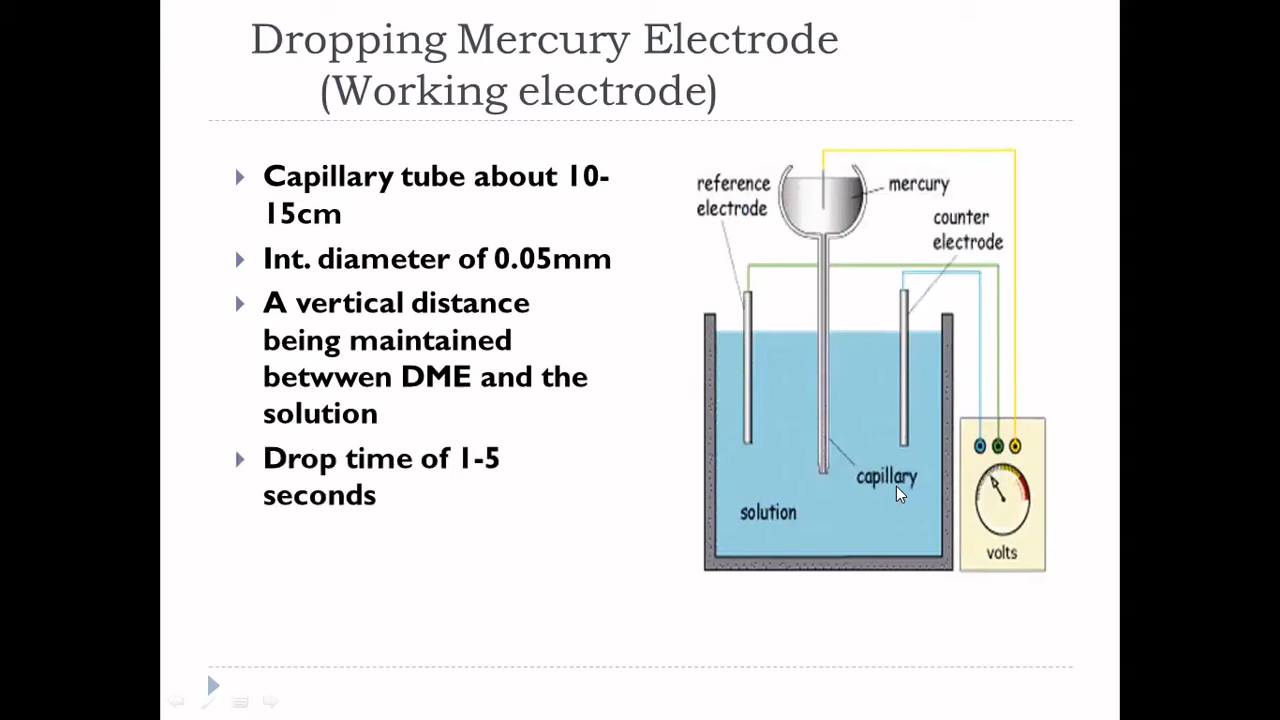 Dropping Mercury Electrode
(Working electrode)
Capillary tube about 10-
15cm
Int. diameter of 0.05mm
A vertical distance
being maintained
betwwen DME and the
solution
Drop time of 1-5
seconds
reference
electrode
mercury
counter
electrode
capillary
solution
volts